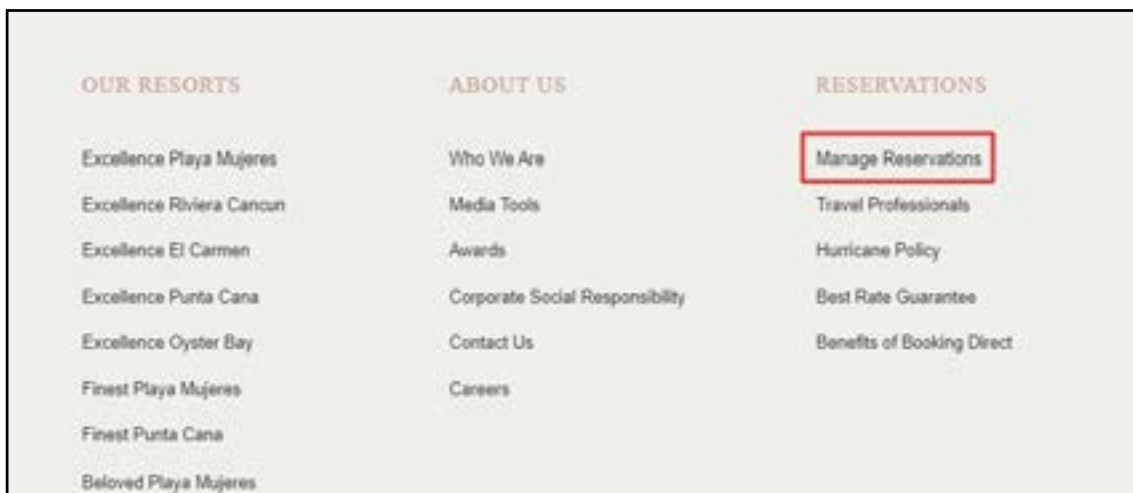 OUR RESORTS
Excellence Playa Mujeres
Excellence Riviera Cancun
Excellence El Carmen
Excellence Punta Cana
Excellence Oyster Bay
Finest Playa Mujeres
Finest Punta Cana
Beloved Playa Mujeres
ABOUT US
Who We Are
Media Tools
Awards
Corporate Social Responsibility
Contact Us
Careers
RESERVATIONS
Manage Reservations
Travel Professionals
Hurricane Policy
Best Rate Guarantee
Benefits of Booking Direct